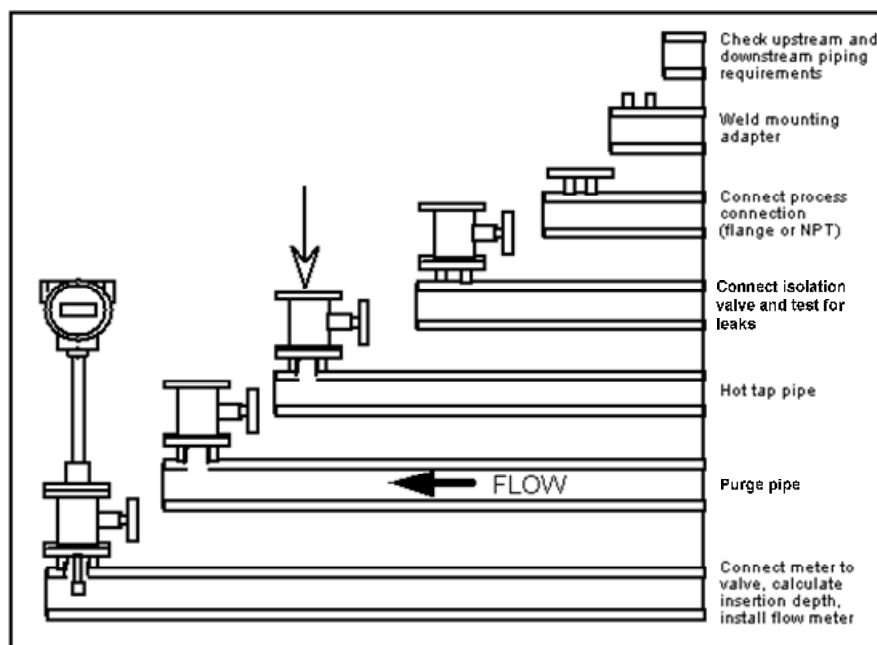 Check upstream and
downstream piping
requirements
Weld mounting
adapter
Connect process
connection
(flange or NPT)
Connect isolation
valve and test for
leaks
Hot tap pipe
FLOW
Purge pipe
Connect meter to
valve, calculate
insertion depth,
install flow meter